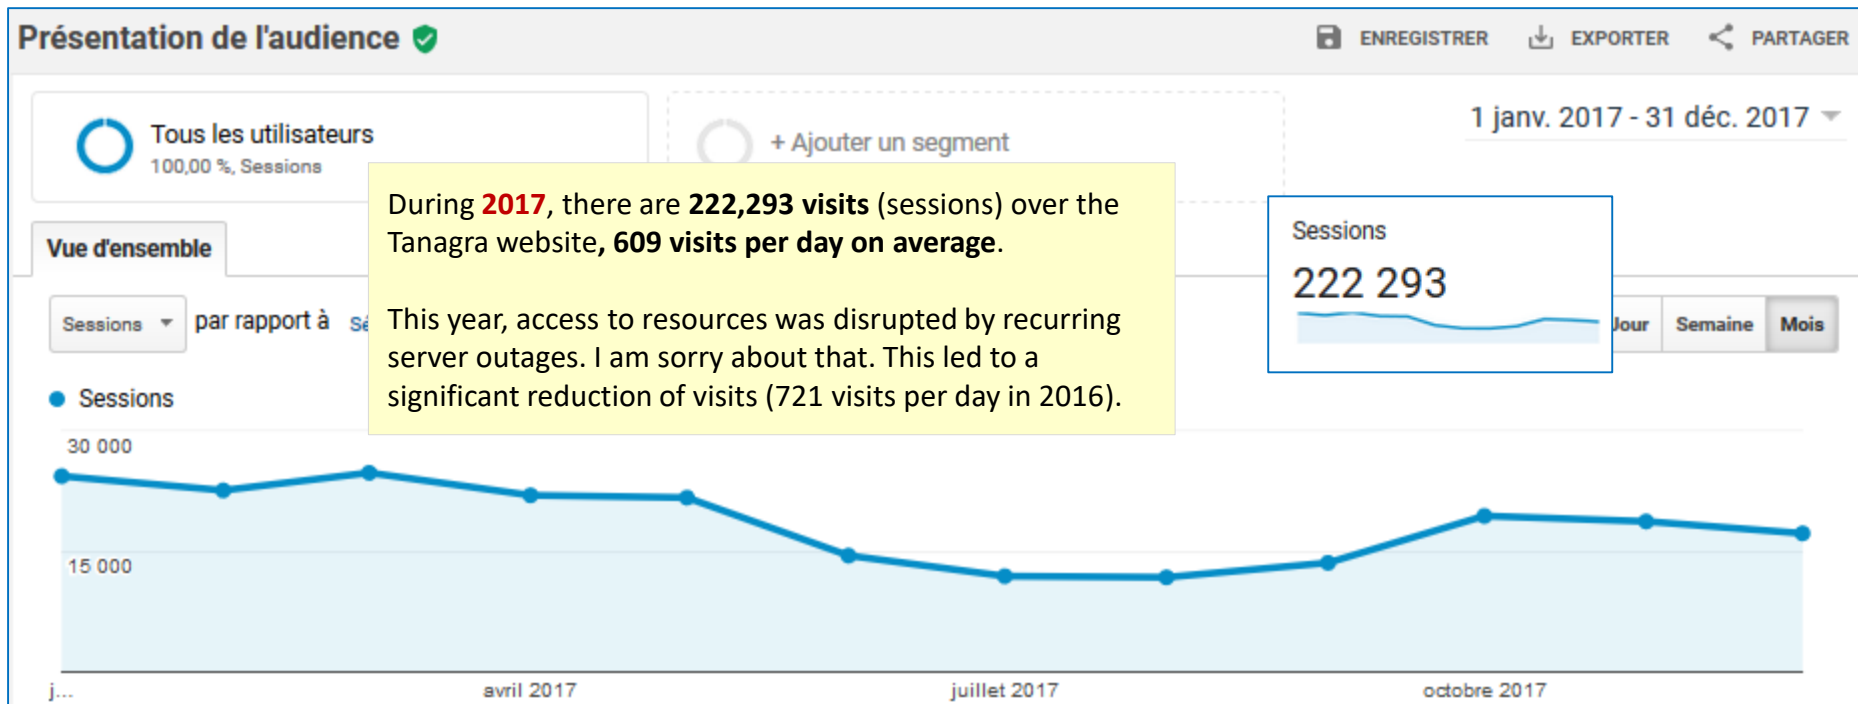 Présentation de l'audience
ENREGISTRER
EXPORTER
PARTAGER
Tous les utilisateurs
100,00 %, Sessions
+ Ajouter un segment
1 janv. 2017 - 31 déc. 2017
During 2017, there are 222,293 visits (sessions) over the
Tanagra website, 609 visits per day on average.
This year, access to resources was disrupted by recurring
server outages. I am sorry about that. This led to a
significant reduction of visits (721 visits per day in 2016).
Sessions
222 293
Vue d'ensemble
Sessions
par rapport à
Jour
Semaine
Mois
Sessions
30 000
15 000
j...
avril 2017
juillet 2017
octobre 2017